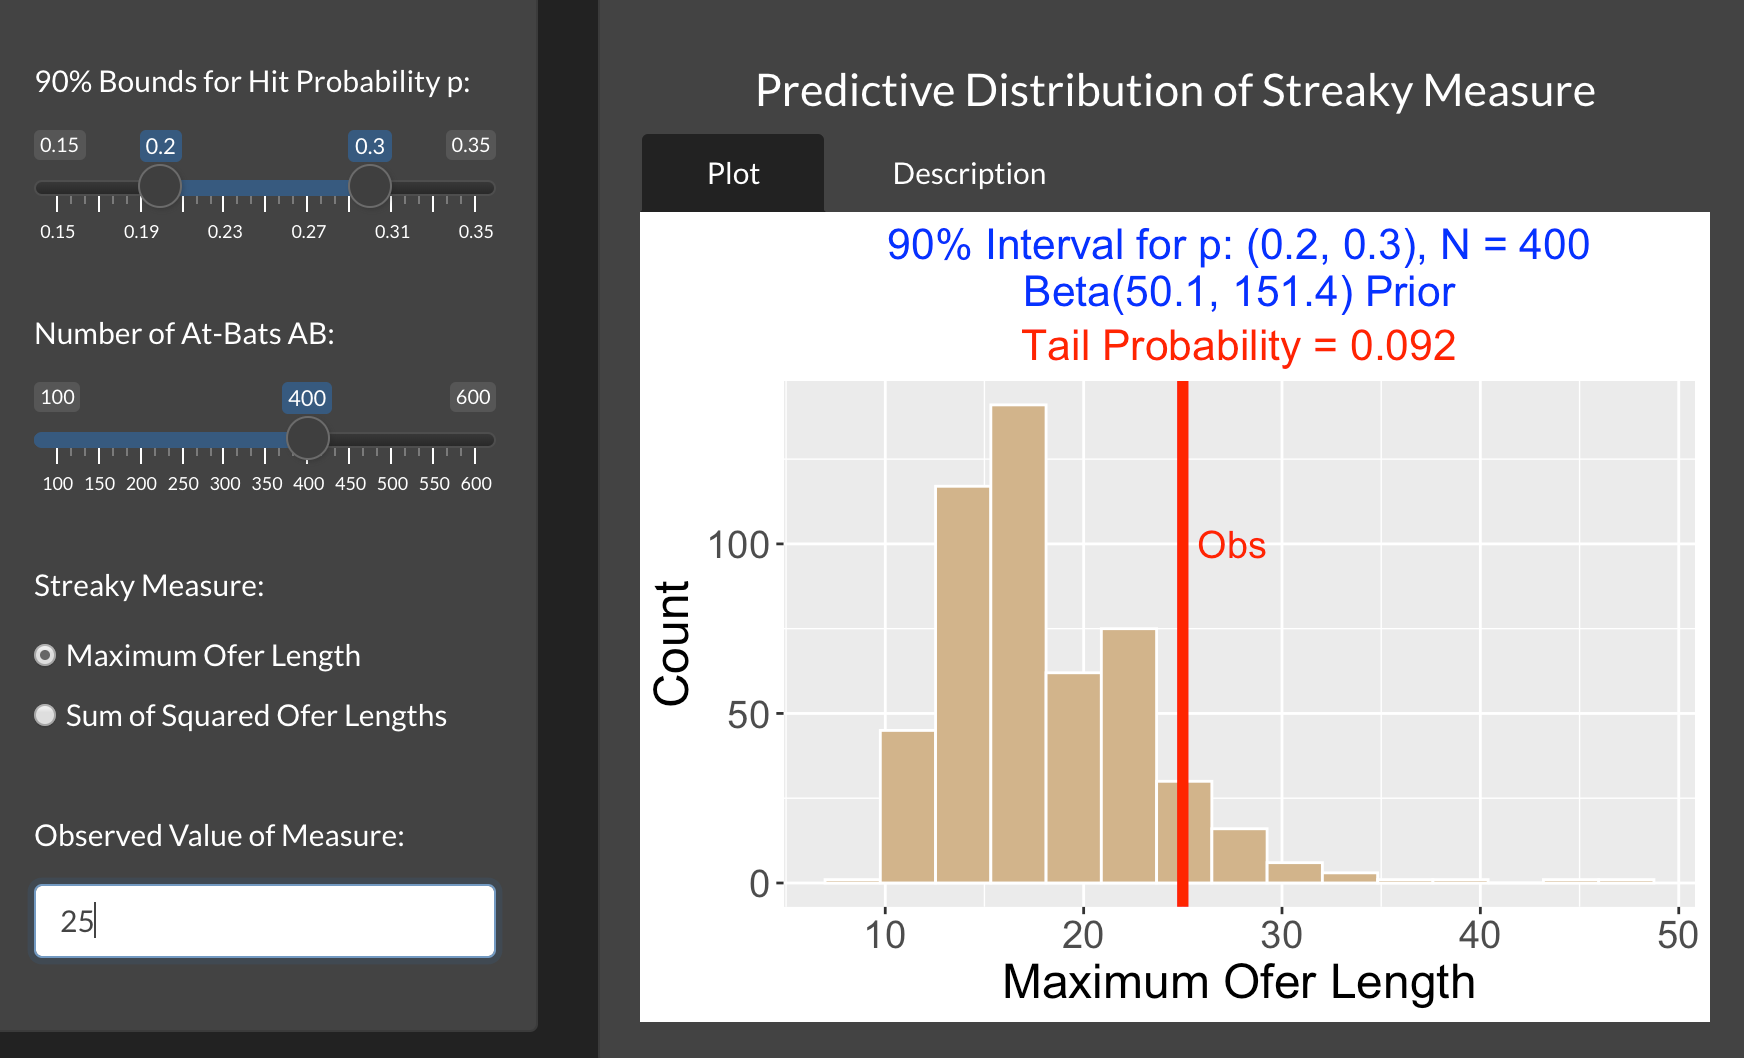 90% Bounds for Hit Probability p:
0.15 0.2 0.3 0.35
0.15 0.19 0.23 0.27 0.31 0.35
Number of At-Bats AB:
100 400 600
100 150 200 250 300 350 400 450 500 550 600
Streaky Measure:
Maximum Ofer Length
Sum of Squared Ofer Lengths
Observed Value of Measure:
25
Predictive Distribution of Streaky Measure
Plot Description
90% Interval for p: (0.2, 0.3), N = 400
Beta(50.1, 151.4) Prior
Tail Probability = 0.092
Obs
Count
100
50
0
10 20 30 40 50
Maximum Ofer Length